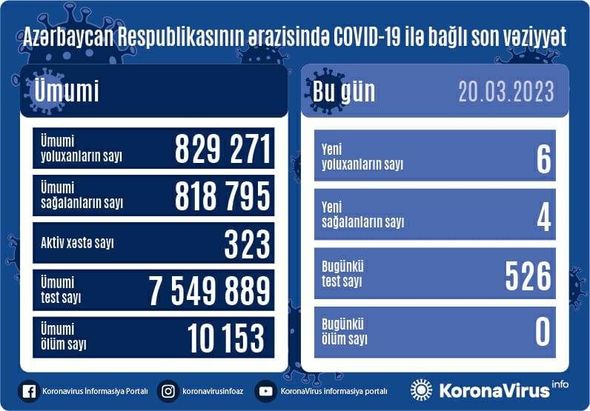 Azərbaycan Respublikasının ərazisində COVID-19 ilə bağlı son vəziyyət
Ümumi
Ümumi
yoluxanların sayı
829 271
Ümumi
sağalanların sayı
818 795
Aktiv xəstə sayı
323
Ümumi
test sayı
7 549 889
Ümumi
ölüm sayı
10 153
Bu gün
20.03.2023
Yeni
yoluxanların sayı
6
Yeni
sağalanların sayı
4
Bugünkü
test sayı
526
Bugünkü
ölüm sayı
0
Koronavirus İnformasiya Portalı
koronavirusinfoaz
KoronaVirus informasiya portalı
KoronaVirus info